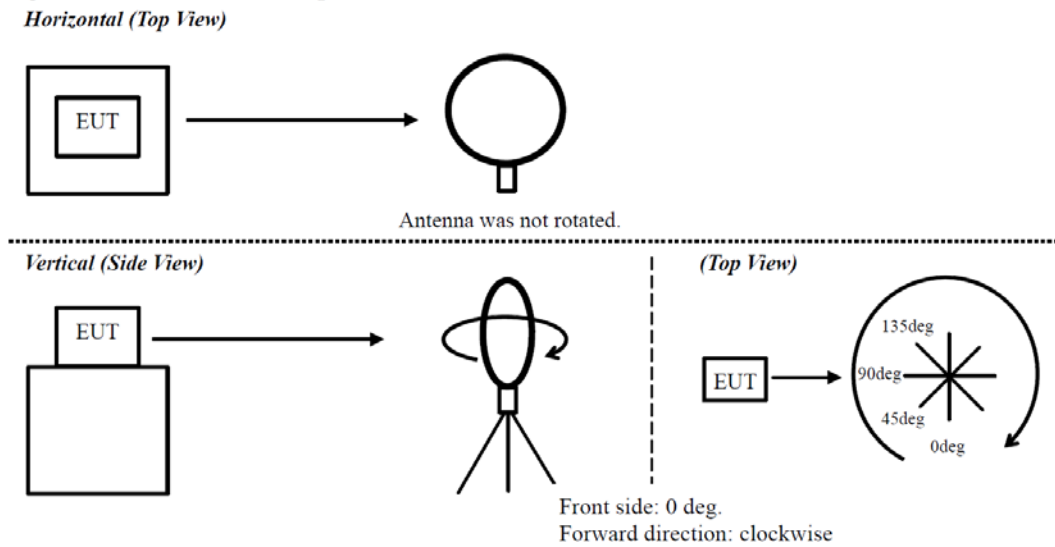 Horizontal (Top View)
EUT
Antenna was not rotated.
Vertical (Side View)
(Top View)
EUT
EUT
135deg
90deg
45deg
0deg
Front side: 0 deg.
Forward direction: clockwise